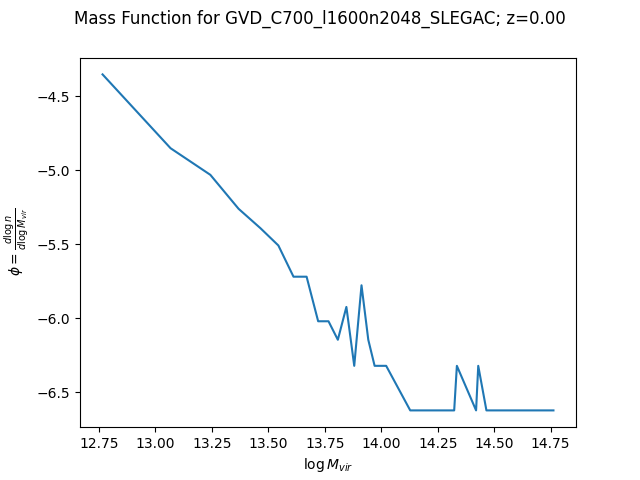 Mass Function for GVD_C700_l1600n2048_SLEGAC; z=0.00
−4.5
−5.0
−5.5
−6.0
−6.5
ϕ = d log n / d log M_vir
12.75 13.00 13.25 13.50 13.75 14.00 14.25 14.50 14.75
log M_vir